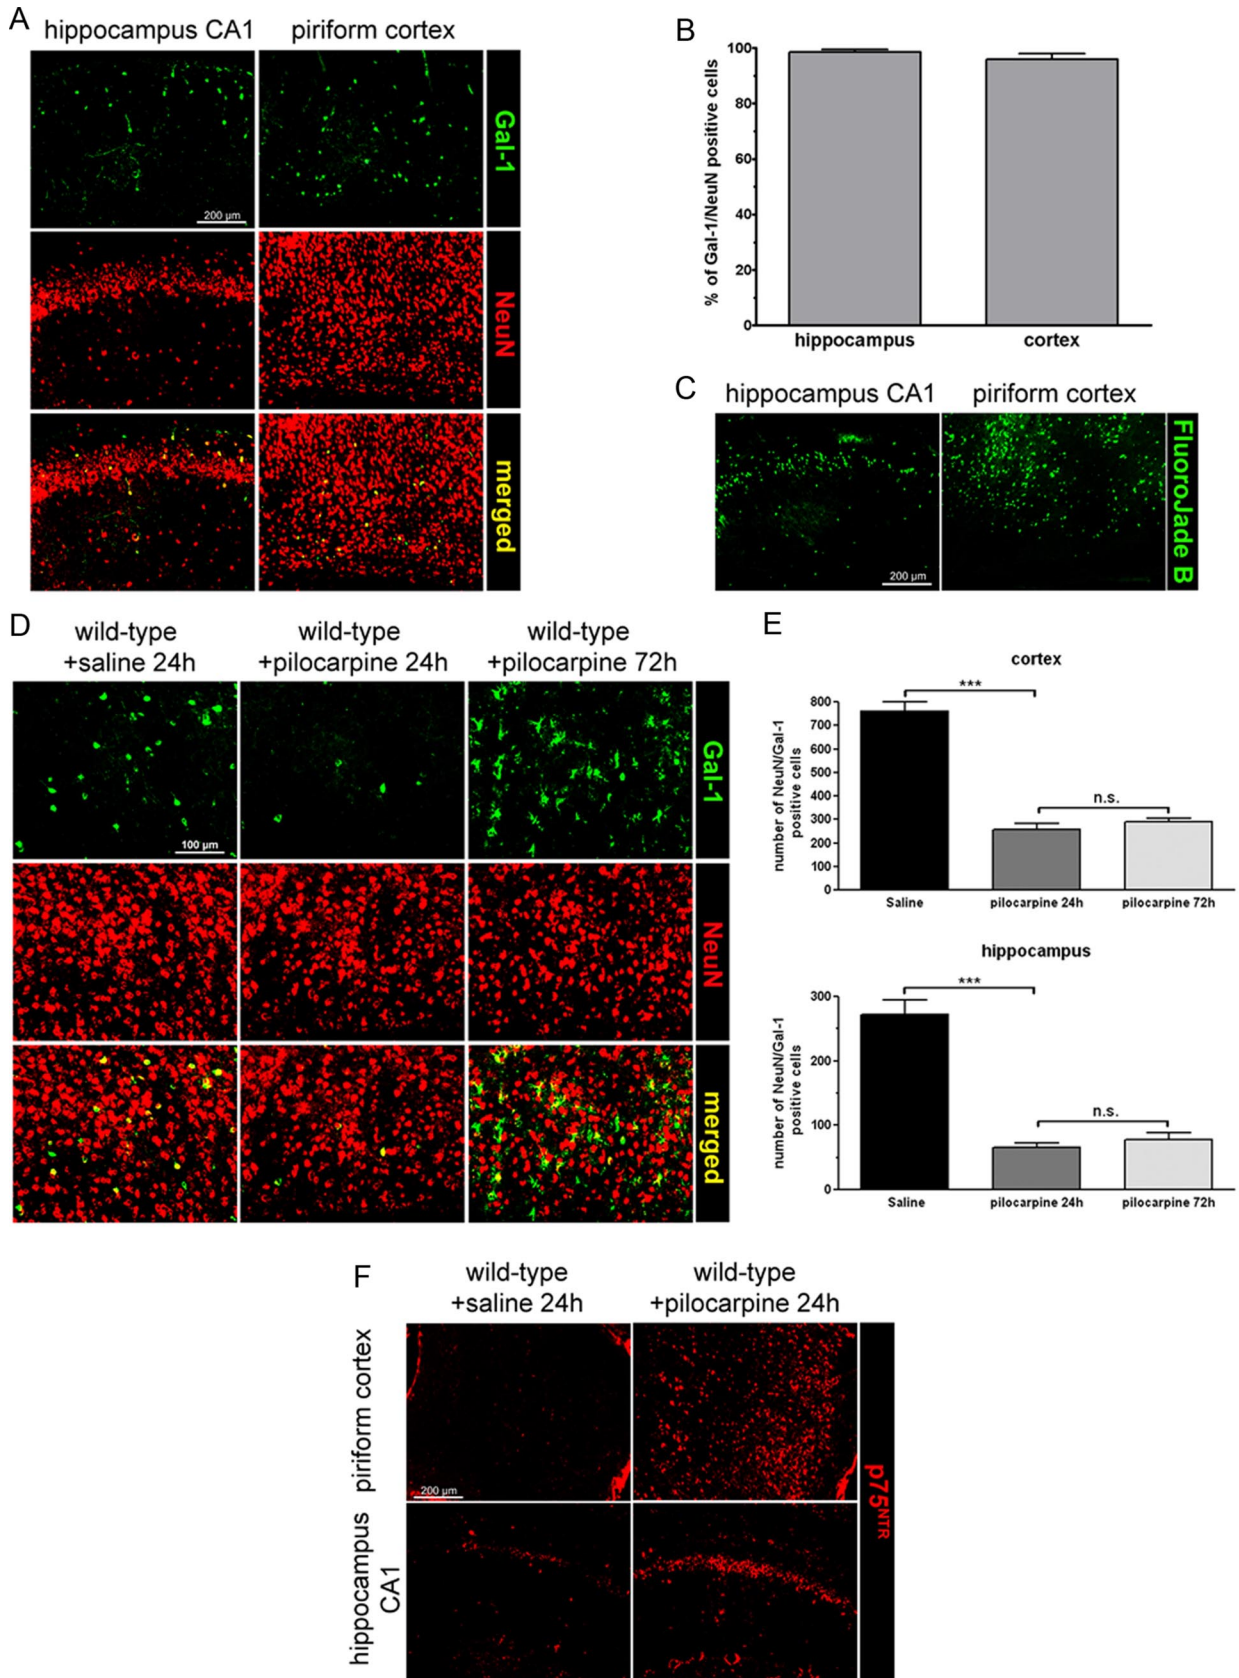 A
hippocampus CA1
piriform cortex
Gal-1
200 µm
NeuN
merged
B
% of Gal-1/NeuN positive cells
100
80
60
40
20
0
hippocampus
cortex
C
hippocampus CA1
piriform cortex
FluoroJade B
200 µm
D
wild-type
+saline 24h
wild-type
+pilocarpine 24h
wild-type
+pilocarpine 72h
Gal-1
100 µm
NeuN
merged
E
cortex
number of NeuN/Gal-1
positive cells
800
700
600
500
400
300
200
100
0
***
n.s.
Saline
pilocarpine 24h
pilocarpine 72h
hippocampus
number of NeuN/Gal-1
positive cells
300
200
100
0
***
n.s.
Saline
pilocarpine 24h
pilocarpine 72h
F
wild-type
+saline 24h
wild-type
+pilocarpine 24h
piriform cortex
200 µm
hippocampus
CA1
p75NTR